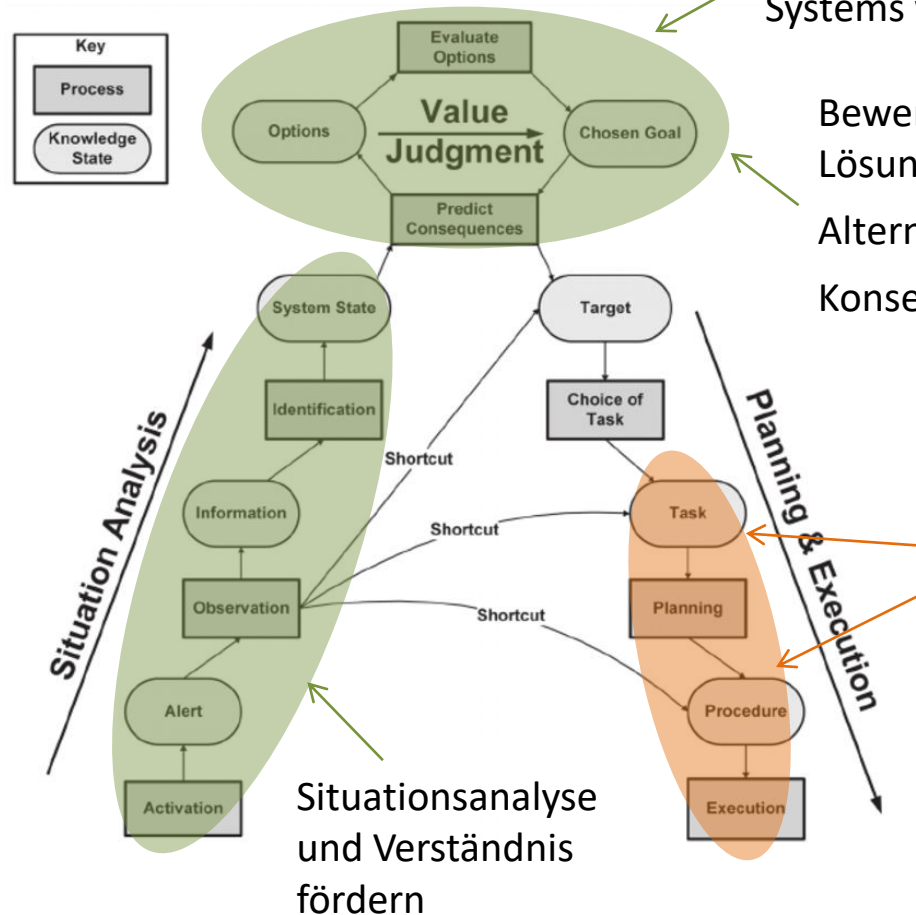 Key
Process
Knowledge
State
Systems
Evaluate
Options
Options
Value
Judgment
Chosen Goal
Predict
Consequences
Bewer
Lösun
Altern
Konse
System State
Target
Identification
Choice of
Task
Shortcut
Information
Shortcut
Task
Observation
Shortcut
Planning
Alert
Procedure
Activation
Execution
Situation Analysis
Planning & Execution
Situationsanalyse
und Verständnis
fördern